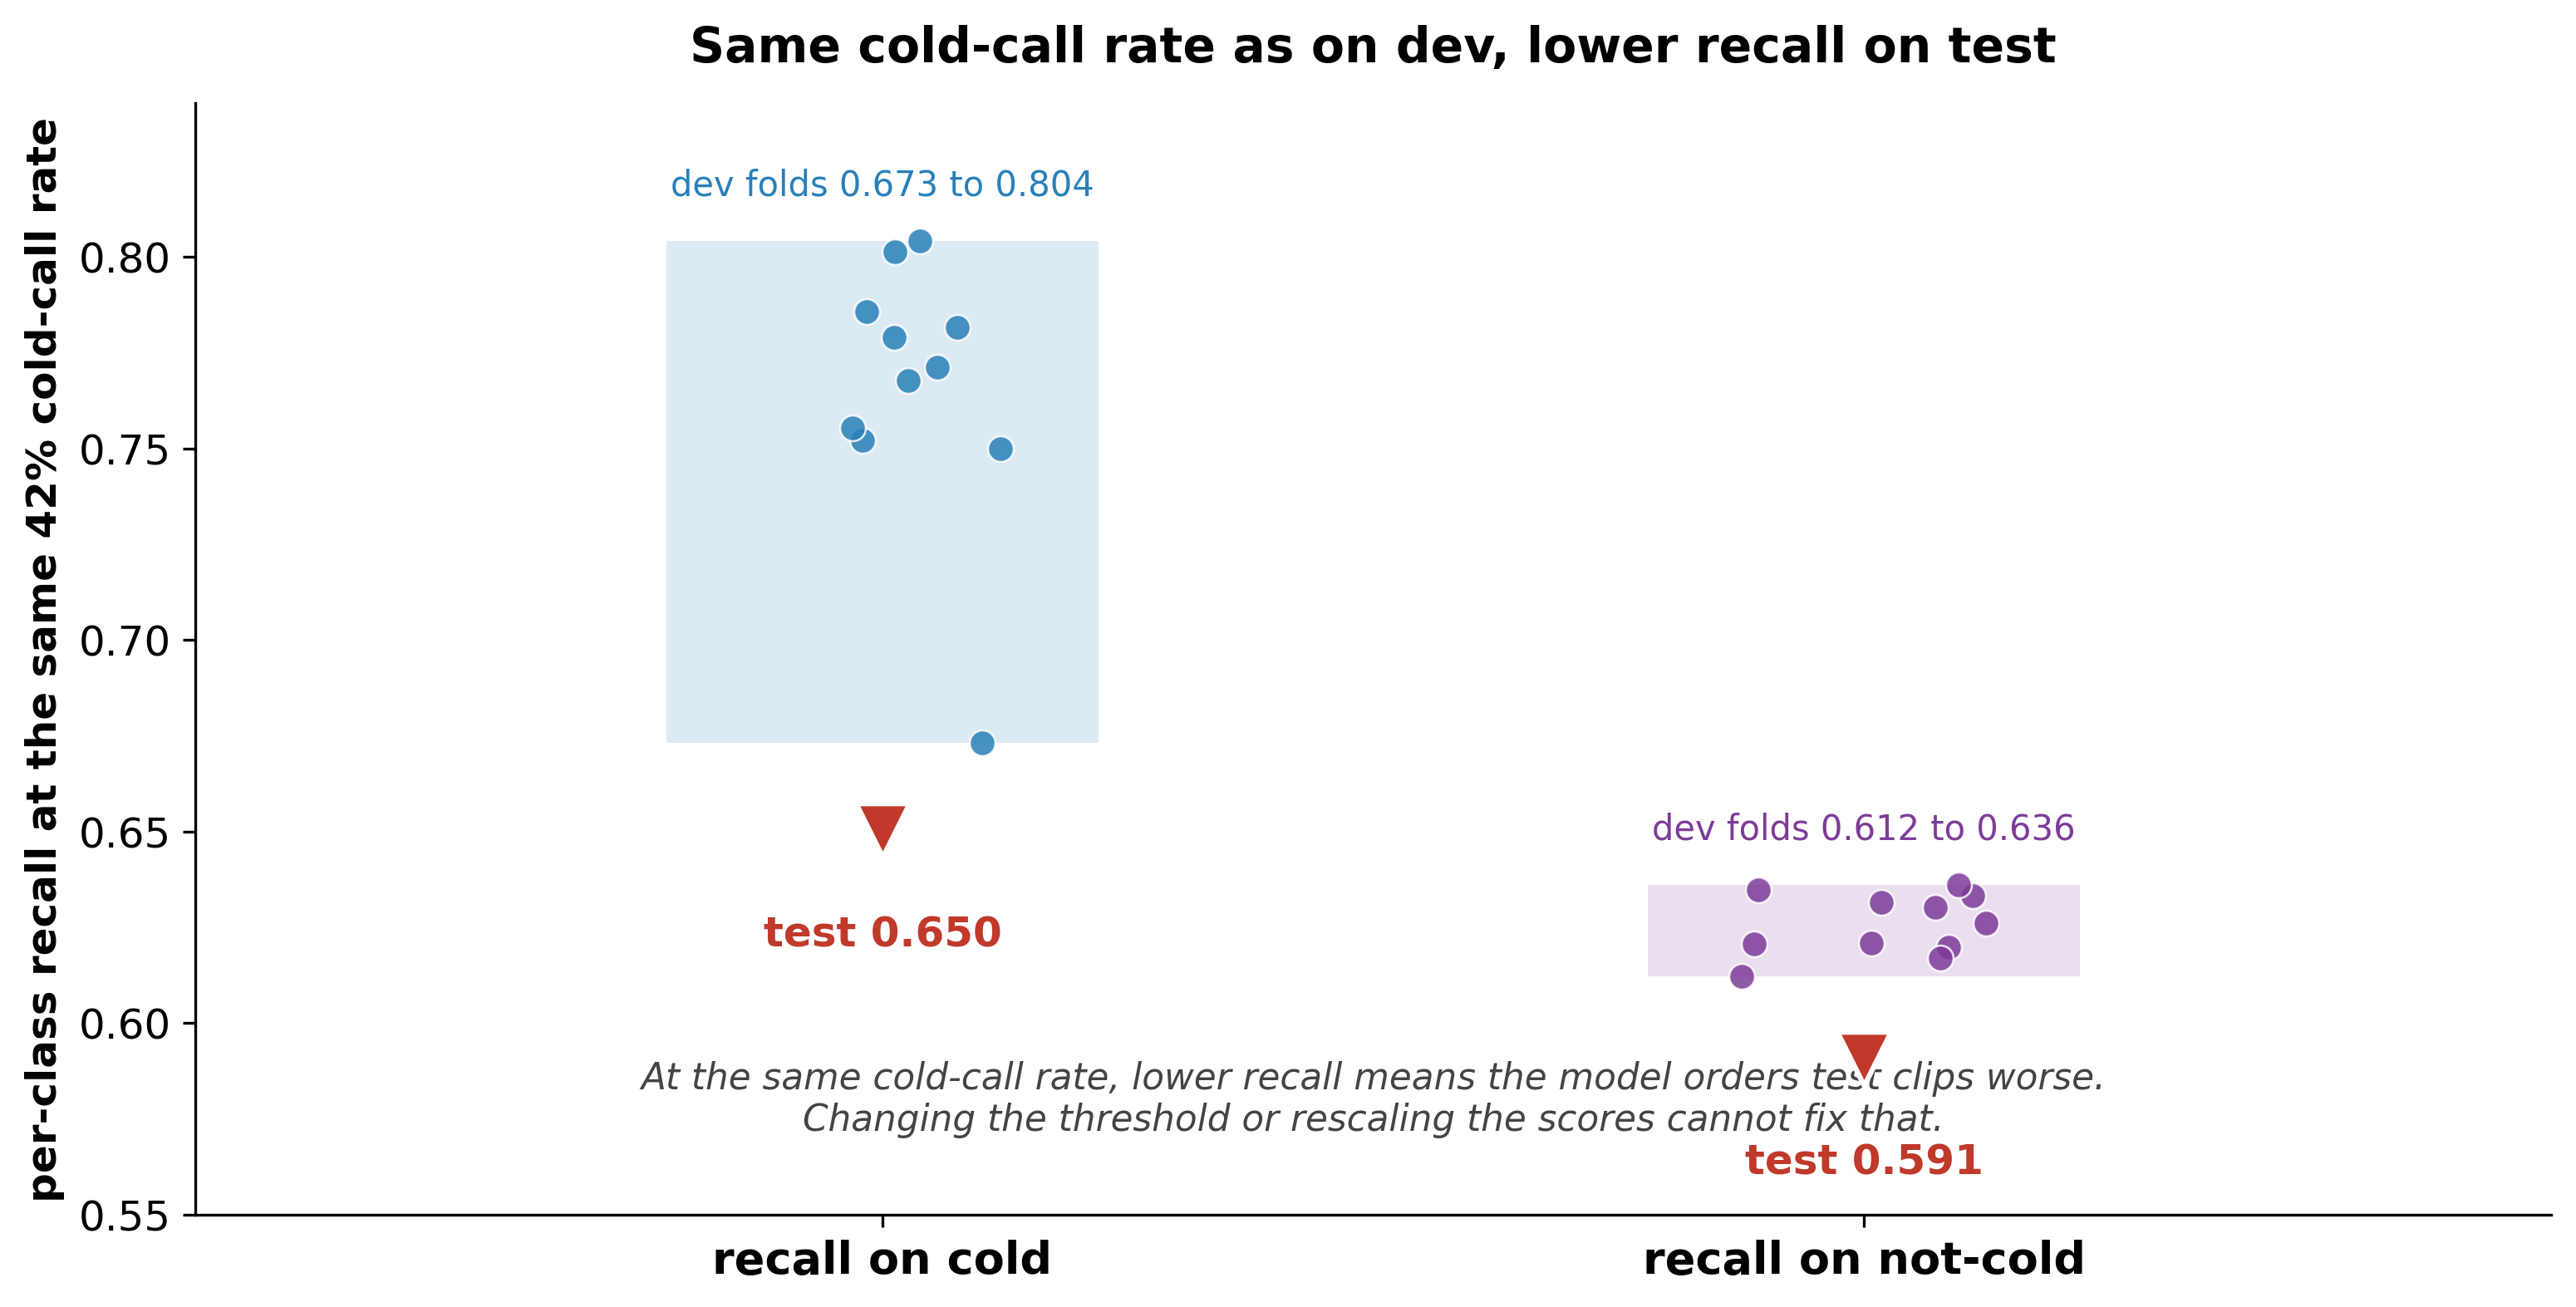 Same cold-call rate as on dev, lower recall on test
per-class recall at the same 42% cold-call rate
0.80
0.75
0.70
0.65
0.60
0.55
dev folds 0.673 to 0.804
test 0.650
dev folds 0.612 to 0.636
At the same cold-call rate, lower recall means the model orders test clips worse.
Changing the threshold or rescaling the scores cannot fix that.
test 0.591
recall on cold
recall on not-cold